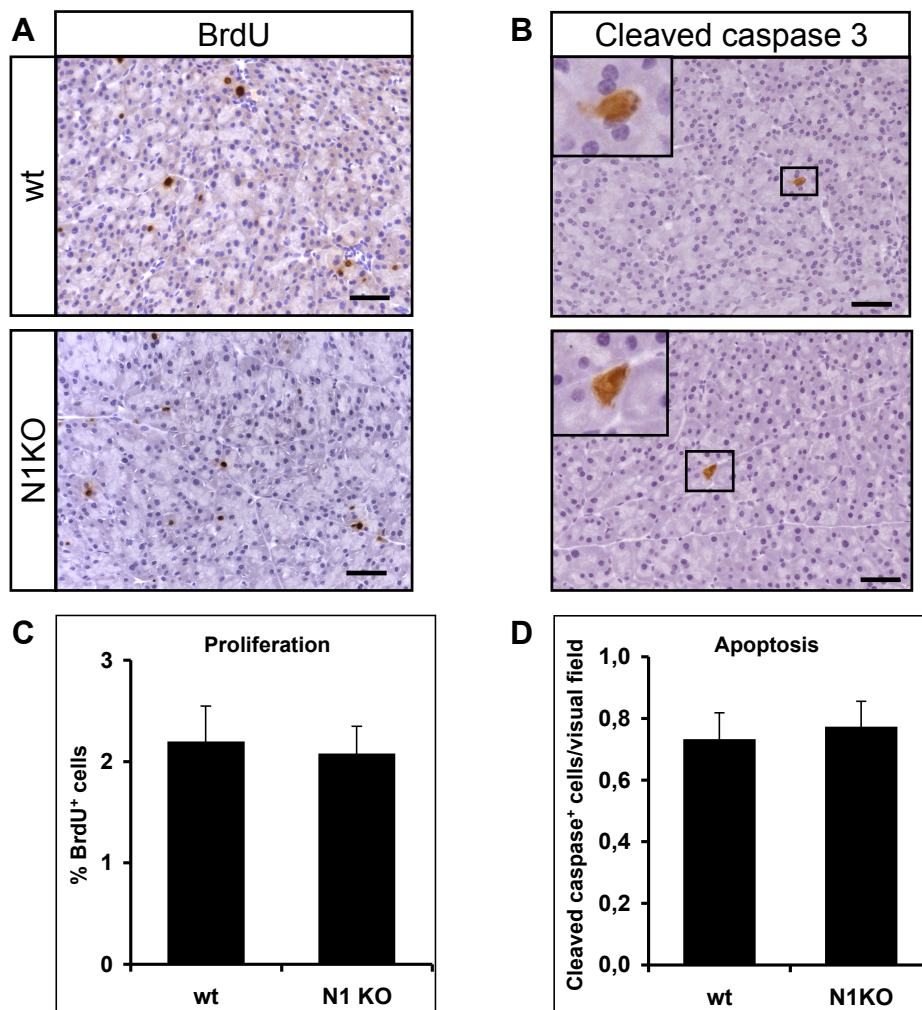 A
BrdU
B
Cleaved caspase 3
wt
N1KO
C
Proliferation
% BrdU⁺ cells
3
2
1
0
wt
N1 KO
D
Apoptosis
Cleaved caspase⁺ cells/visual field
1,0
0,8
0,6
0,4
0,2
0,0
wt
N1KO